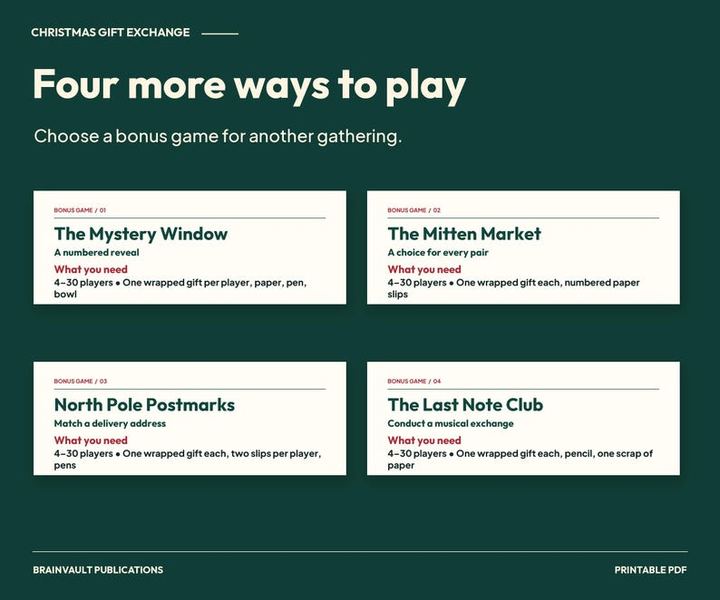 CHRISTMAS GIFT EXCHANGE
Four more ways to play
Choose a bonus game for another gathering.
BONUS GAME / 01
The Mystery Window
A numbered reveal
What you need
4–30 players • One wrapped gift per player, paper, pen,
bowl
BONUS GAME / 02
The Mitten Market
A choice for every pair
What you need
4–30 players • One wrapped gift each, numbered paper
slips
BONUS GAME / 03
North Pole Postmarks
Match a delivery address
What you need
4–30 players • One wrapped gift each, two slips per player,
pens
BONUS GAME / 04
The Last Note Club
Conduct a musical exchange
What you need
4–30 players • One wrapped gift each, pencil, one scrap of
paper
BRAINVAULT PUBLICATIONS
PRINTABLE PDF